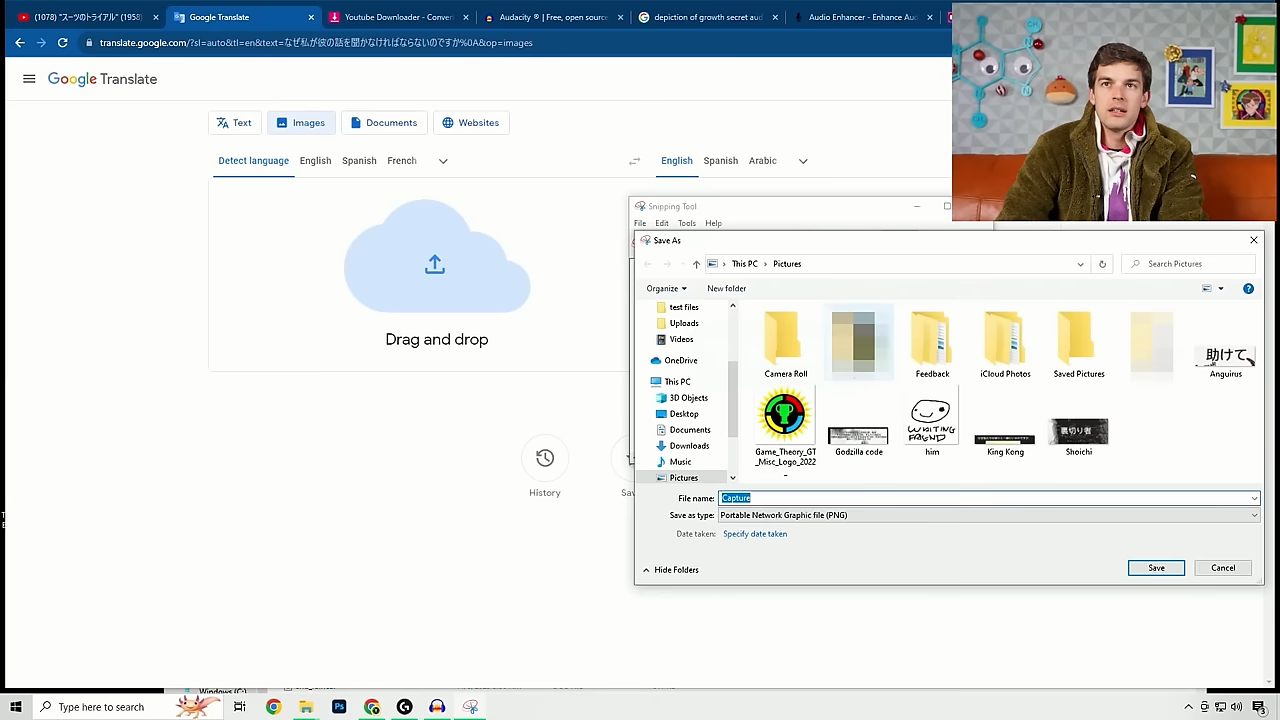 (1078) "スーツのトライアル" (1958)
Google Translate
Youtube Downloader - Convert
Audacity ® | Free, open source
depiction of growth secret aud
Audio Enhancer - Enhance Aud
translate.google.com/?sl=auto&tl=en&text=なぜ私が彼の話を聞かなければならないのですか%0A&op=images
Google Translate
Text
Images
Documents
Websites
Detect language
English
Spanish
French
English
Spanish
Arabic
Drag and drop
History
Snipping Tool
File
Edit
Tools
Help
Save As
This PC
Pictures
Search Pictures
Organize
New folder
test files
Uploads
Videos
OneDrive
This PC
3D Objects
Desktop
Documents
Downloads
Music
Pictures
Camera Roll
Feedback
iCloud Photos
Saved Pictures
助けて
Anguirus
Game_Theory_GT
_Misc_Logo_2022
Godzilla code
WAITING
FRIEND
him
King Kong
裏切り者
Shoichi
File name:
Capture
Save as type:
Portable Network Graphic file (PNG)
Date taken:
Specify date taken
Hide Folders
Save
Cancel
Windows (C:)
Type here to search
Ps